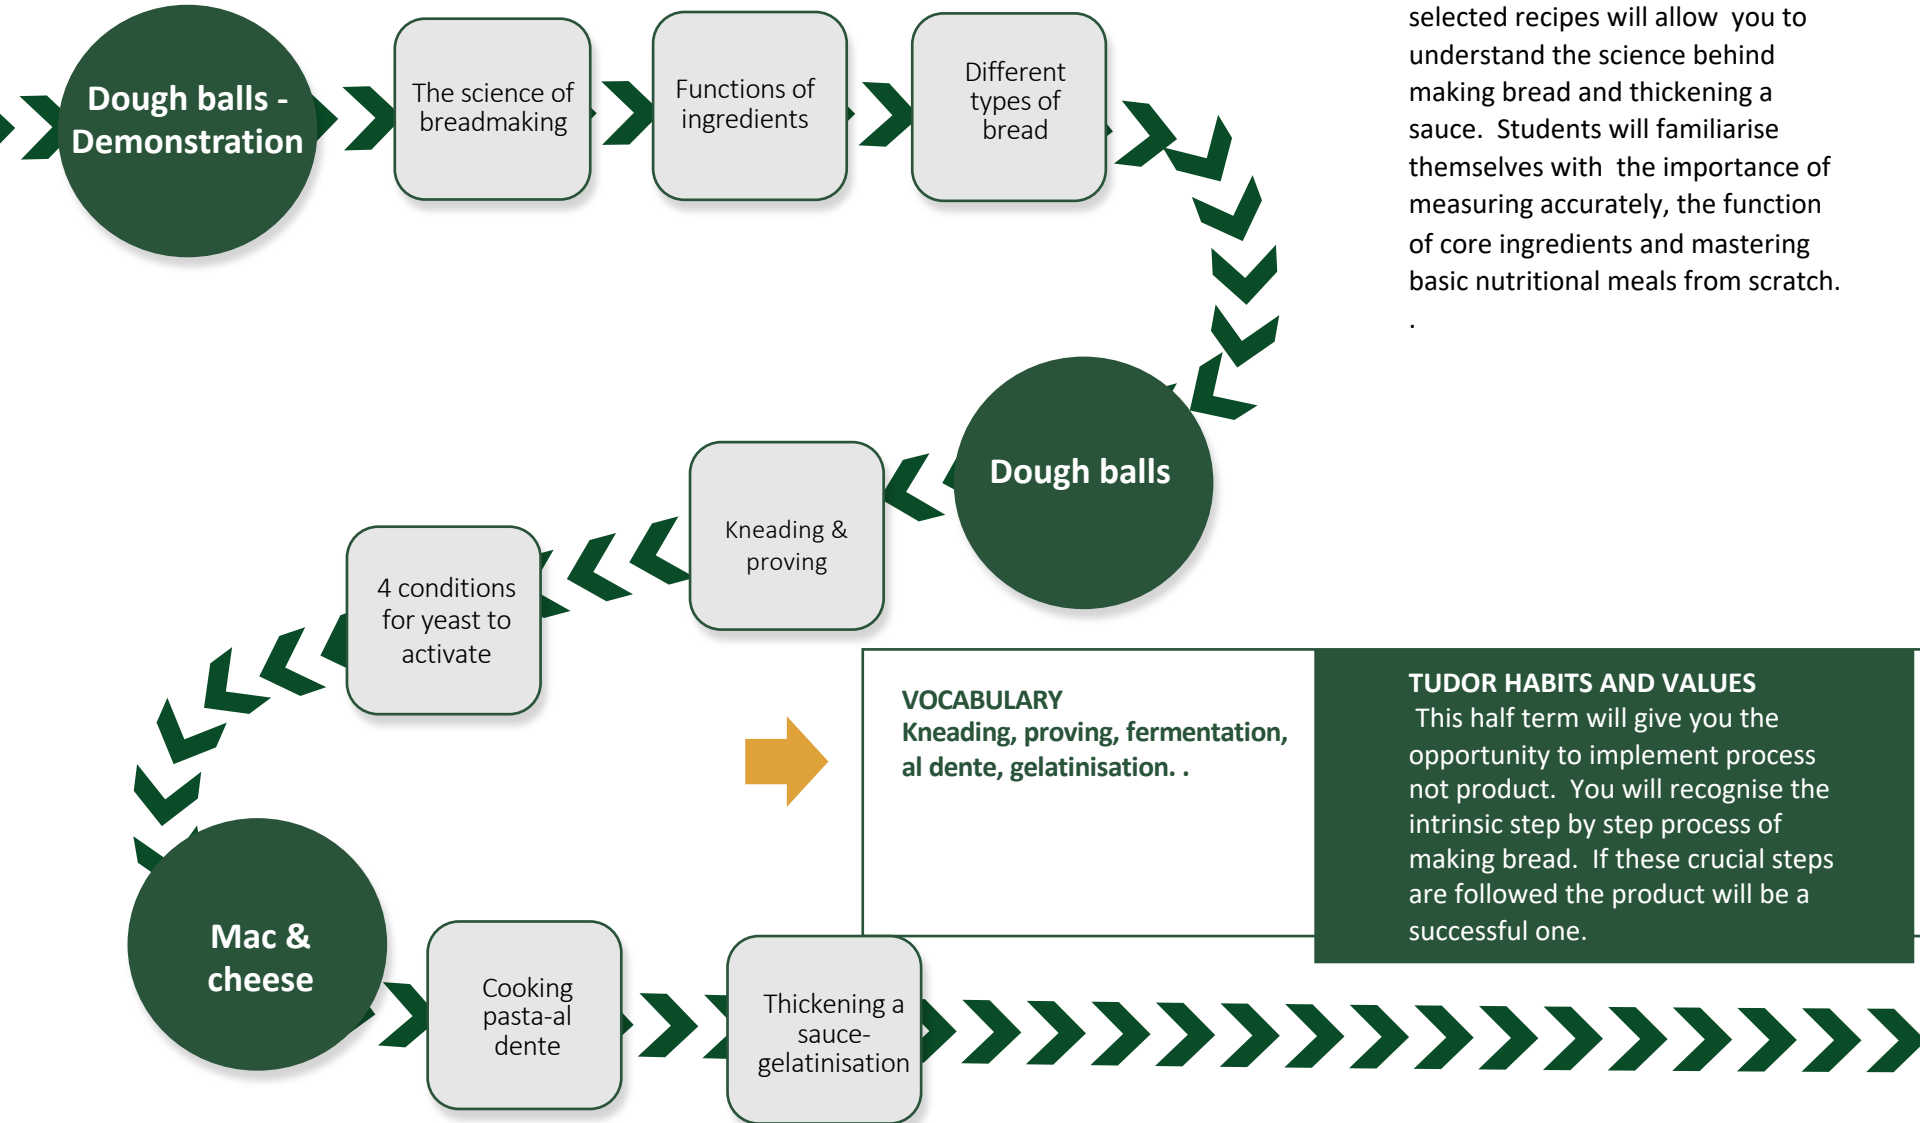 Dough balls -
Demonstration
The science of
breadmaking
Functions of
ingredients
Different
types of
bread
selected recipes will allow you to
understand the science behind
making bread and thickening a
sauce. Students will familiarise
themselves with the importance of
measuring accurately, the function
of core ingredients and mastering
basic nutritional meals from scratch.
.
Dough balls
Kneading &
proving
4 conditions
for yeast to
activate
VOCABULARY
Kneading, proving, fermentation,
al dente, gelatinisation. .
TUDOR HABITS AND VALUES
This half term will give you the
opportunity to implement process
not product. You will recognise the
intrinsic step by step process of
making bread. If these crucial steps
are followed the product will be a
successful one.
Mac &
cheese
Cooking
pasta-al
dente
Thickening a
sauce-
gelatinisation